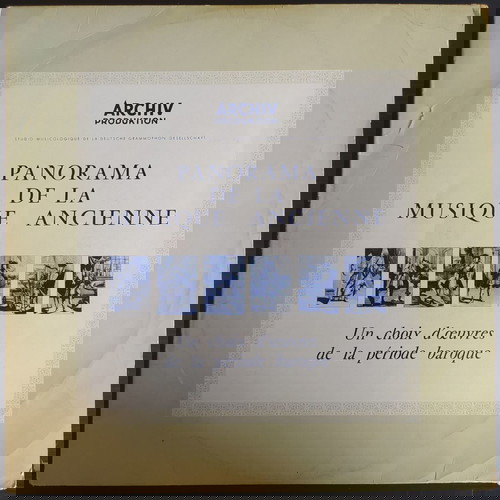 ARCHIV
PRODUKTION
STUDIO MUSICOLOGIQUE DE LA DEUTSCHE GRAMMOPHON GESELLSCHAFT
PANORAMA
DE LA
MUSIQUE ANCIENNE
Un choix d'œuvres
de la période baroque